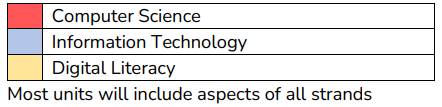 Computer Science
Information Technology
Digital Literacy
Most units will include aspects of all strands